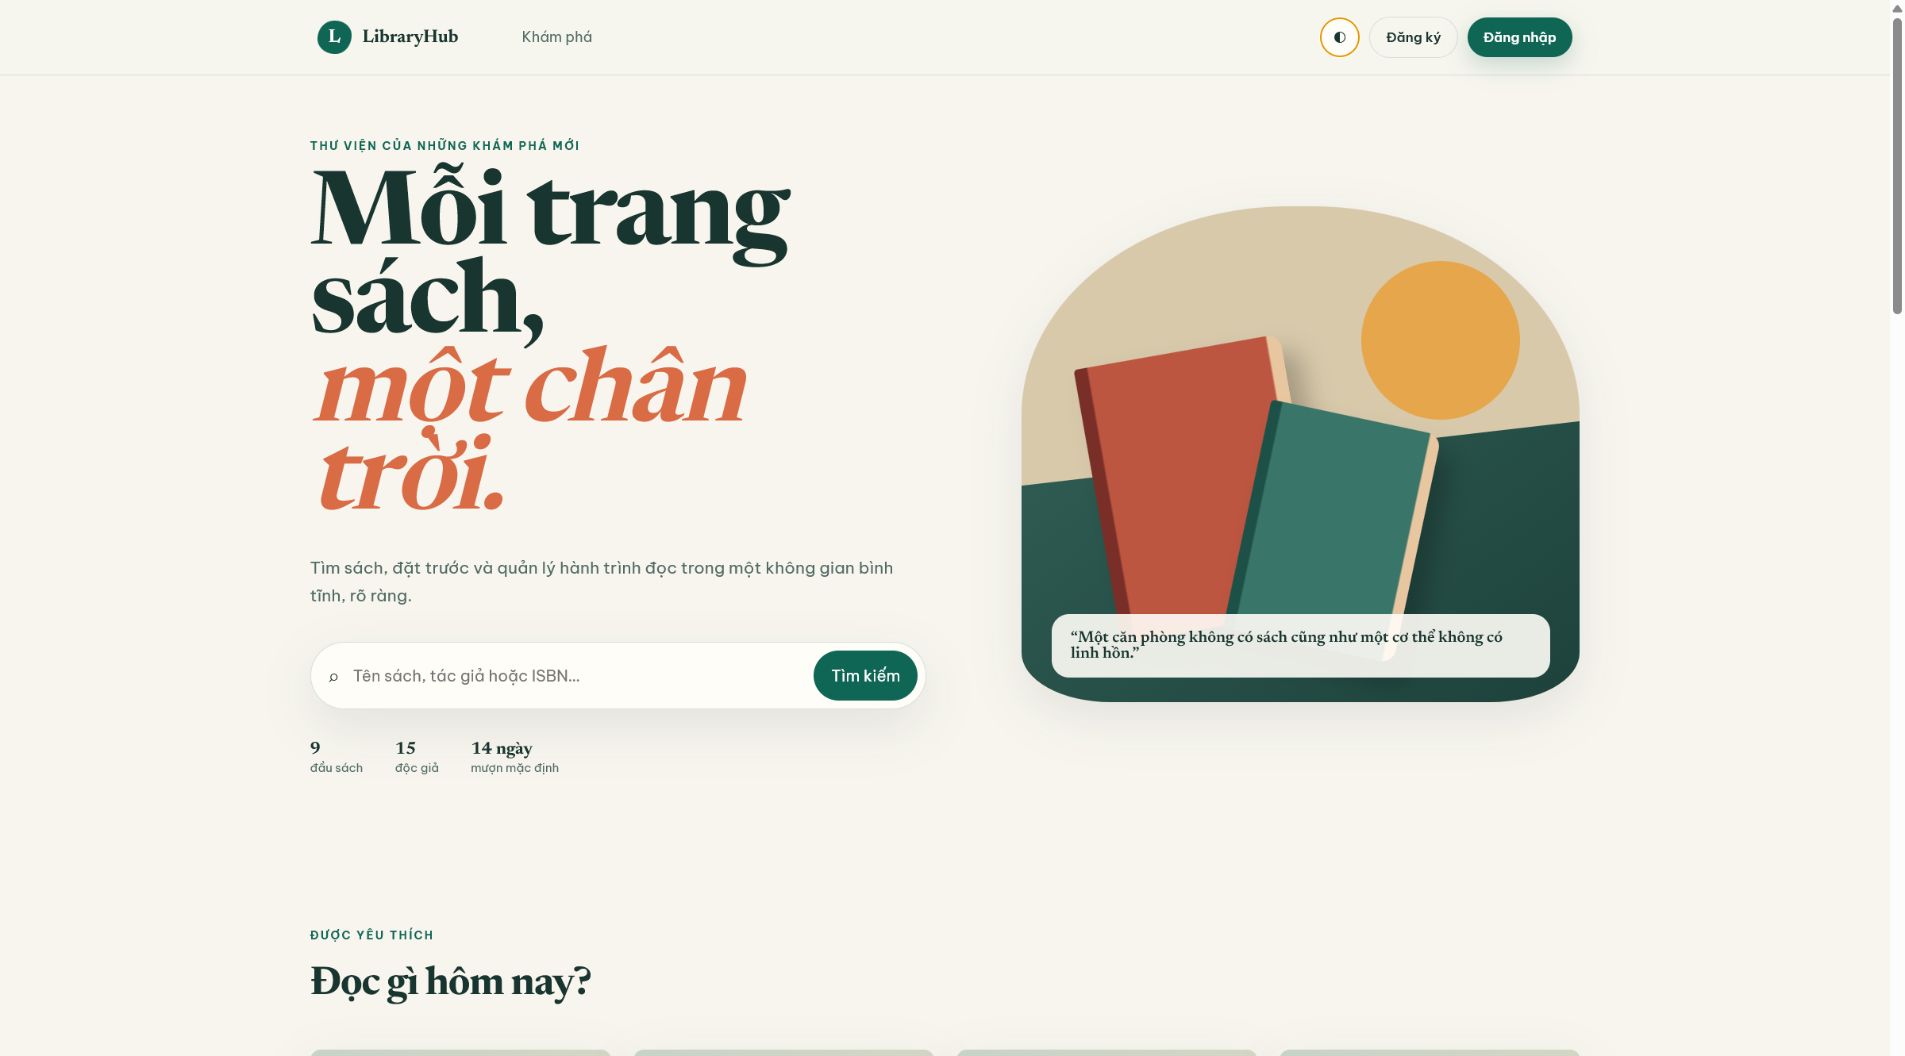 L LibraryHub Khám phá Đăng ký Đăng nhập
THƯ VIỆN CỦA NHỮNG KHÁM PHÁ MỚI
Mỗi trang
sách,
một chân
trời.
Tìm sách, đặt trước và quản lý hành trình đọc trong một không gian bình
tĩnh, rõ ràng.
Tên sách, tác giả hoặc ISBN... Tìm kiếm
9 15 14 ngày
đầu sách độc giả mượn mặc định
“Một căn phòng không có sách cũng như một cơ thể không có
linh hồn.”
ĐƯỢC YÊU THÍCH
Đọc gì hôm nay?